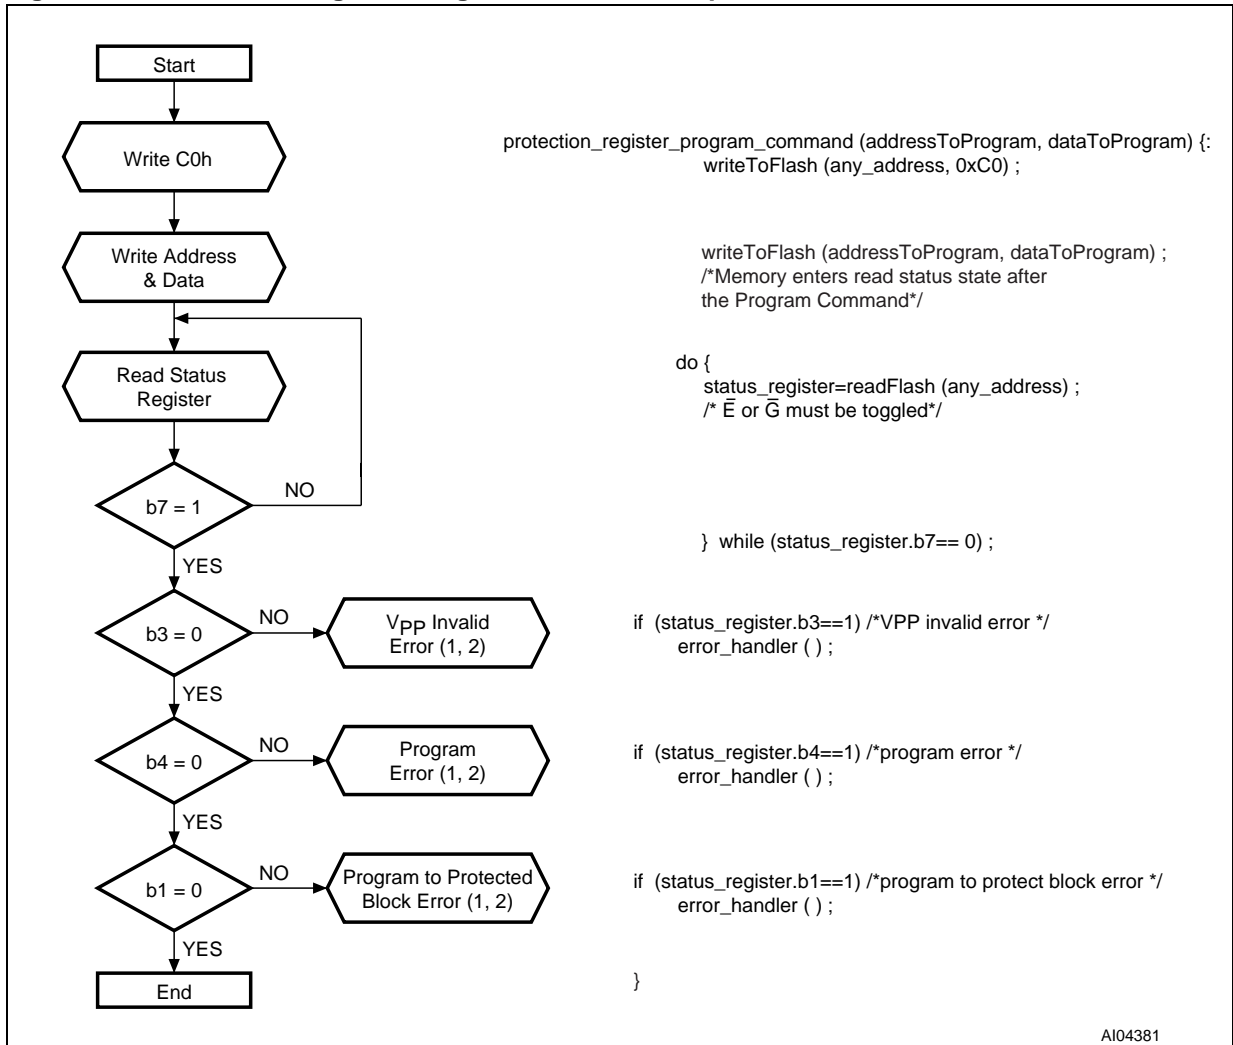 Start
Write C0h
protection_register_program_command (addressToProgram, dataToProgram) {:
writeToFlash (any_address, 0xC0) ;
Write Address
& Data
writeToFlash (addressToProgram, dataToProgram) ;
/*Memory enters read status state after
the Program Command*/
Read Status
Register
do {
status_register=readFlash (any_address) ;
/* E̅ or G̅ must be toggled*/
b7 = 1
NO
} while (status_register.b7== 0) ;
YES
b3 = 0
NO
VPP Invalid
Error (1, 2)
if (status_register.b3==1) /*VPP invalid error */
error_handler ( ) ;
YES
b4 = 0
NO
Program
Error (1, 2)
if (status_register.b4==1) /*program error */
error_handler ( ) ;
YES
b1 = 0
NO
Program to Protected
Block Error (1, 2)
if (status_register.b1==1) /*program to protect block error */
error_handler ( ) ;
YES
End
}
AI04381